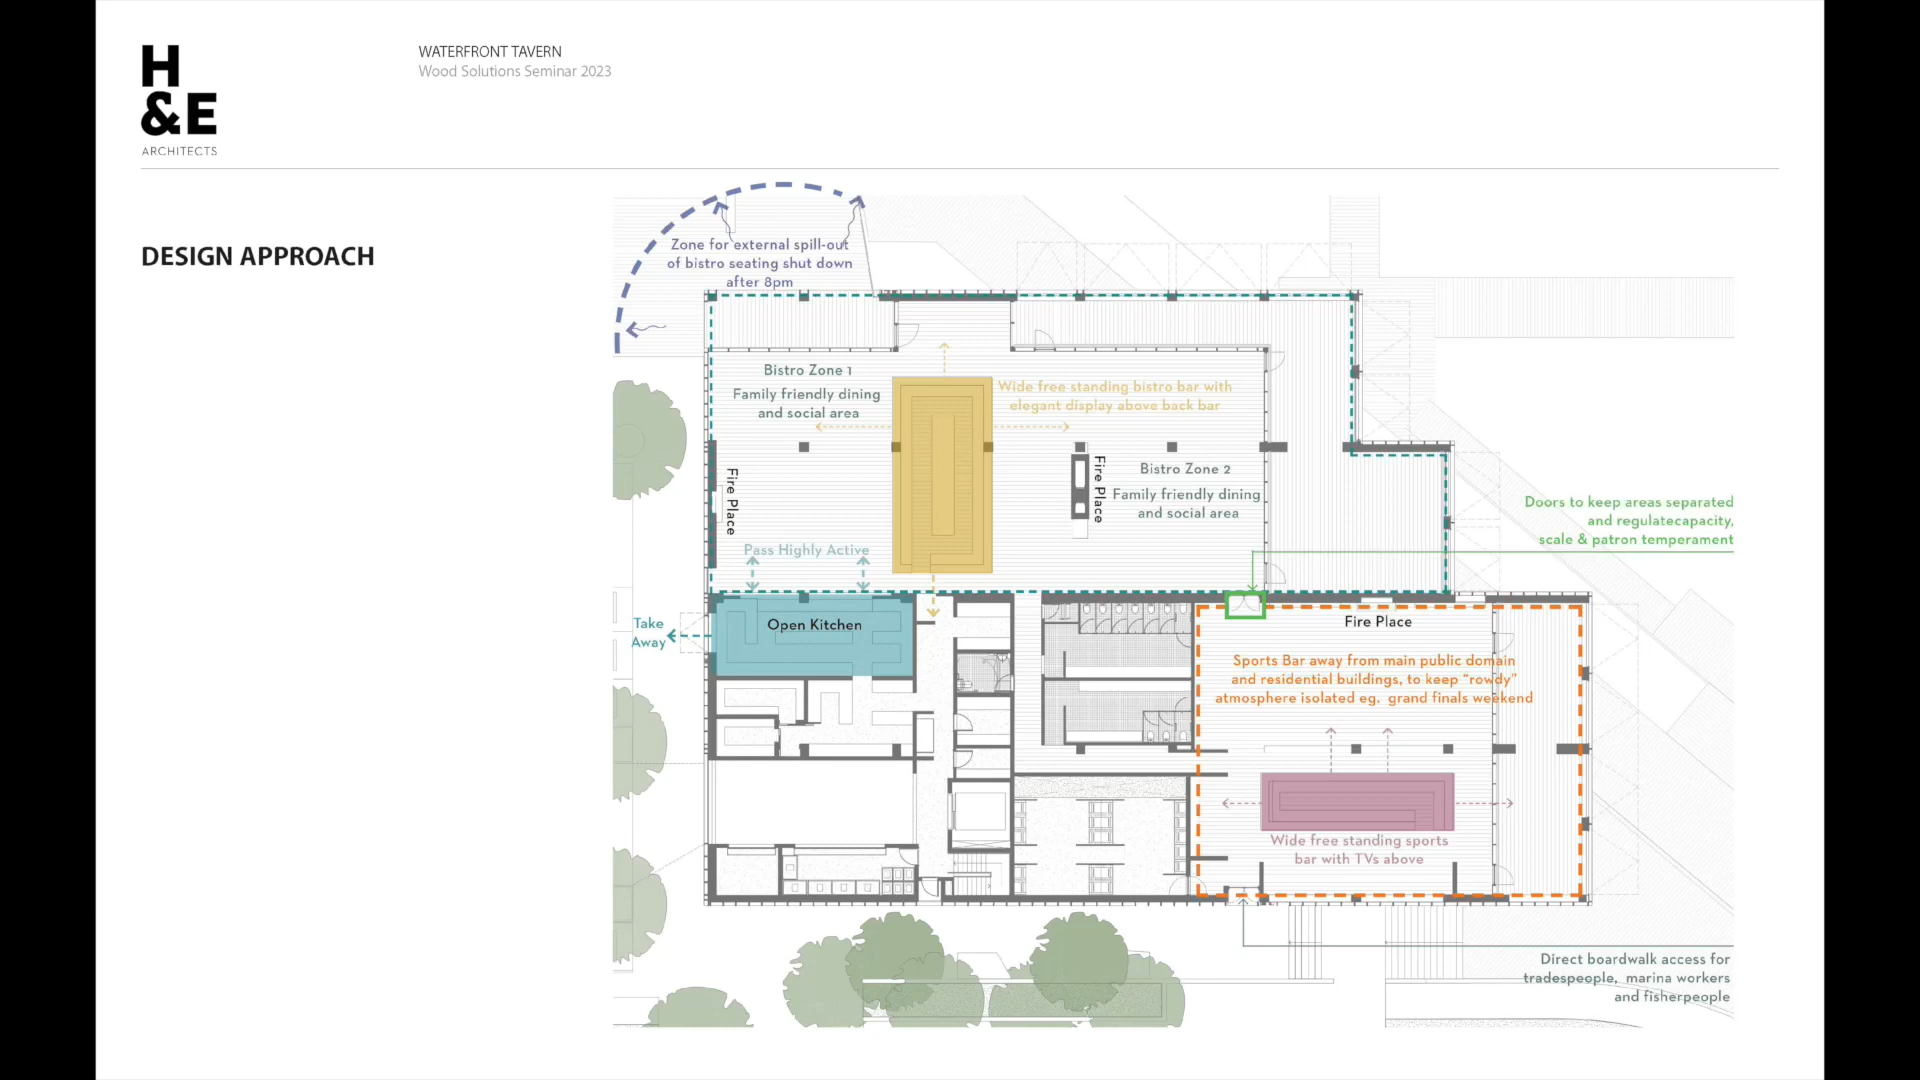 H
&E
ARCHITECTS
WATERFRONT TAVERN
Wood Solutions Seminar 2023
DESIGN APPROACH
Zone for external spill-out
of bistro seating shut down
after 8pm
Bistro Zone 1
Family friendly dining
and social area
Wide free standing bistro bar with
elegant display above back bar
Fire Place
Fire Place
Bistro Zone 2
Family friendly dining
and social area
Doors to keep areas separated
and regulatecapacity,
scale & patron temperament
Pass Highly Active
Take
Away
Open Kitchen
Fire Place
Sports Bar away from main public domain
and residential buildings, to keep “rowdy”
atmosphere isolated eg. grand finals weekend
Wide free standing sports
bar with TVs above
Direct boardwalk access for
tradespeople, marina workers
and fisherpeople